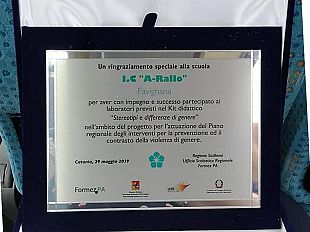 Un ringraziamento speciale alla scuola
I.C "A-Rallo"
Favignana
per aver con impegno e successo partecipato ai
laboratori previsti nel Kit didattico
"Stereotipi e differenze di genere"
nell'ambito del progetto per l'attuazione del Piano
regionale degli interventi per la prevenzione ed il
contrasto della violenza di genere.
Catania, 29 maggio 2019
Regione Siciliana
Ufficio Scolastico Regionale
Formez PA
Formez PA